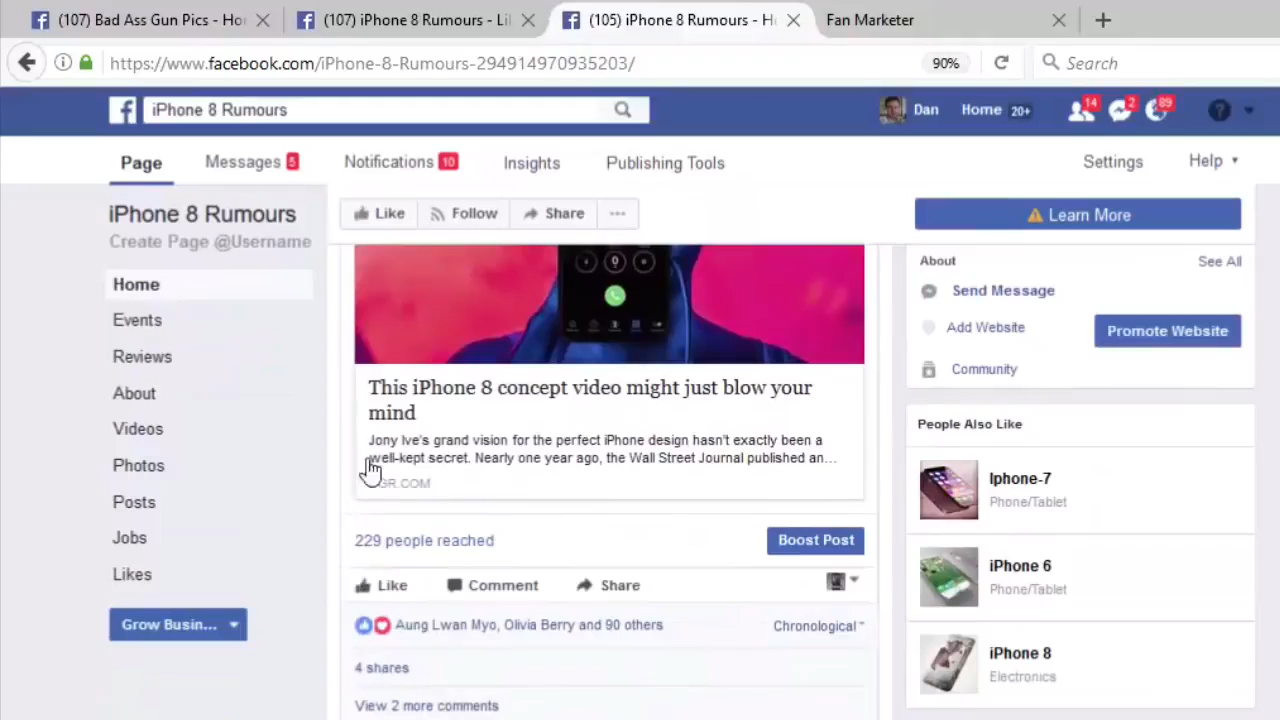 (107) Bad Ass Gun Pics - Ho
(107) iPhone 8 Rumours - Li
(105) iPhone 8 Rumours - Ho
Fan Marketer
https://www.facebook.com/iPhone-8-Rumours-294914970935203/
90%
Search
iPhone 8 Rumours
Dan
Home 20+
14
2
89
Page
Messages 5
Notifications 10
Insights
Publishing Tools
Settings
Help
iPhone 8 Rumours
Create Page @Username
Like
Follow
Share
Learn More
Home
Events
Reviews
About
Videos
Photos
Posts
Jobs
Likes
Grow Busin...
This iPhone 8 concept video might just blow your
mind
Jony Ive's grand vision for the perfect iPhone design hasn't exactly been a
well-kept secret. Nearly one year ago, the Wall Street Journal published an...
229 people reached
Boost Post
Like
Comment
Share
Aung Lwan Myo, Olivia Berry and 90 others
Chronological
4 shares
View 2 more comments
About
See All
Send Message
Add Website
Promote Website
Community
People Also Like
Iphone-7
Phone/Tablet
iPhone 6
Phone/Tablet
iPhone 8
Electronics